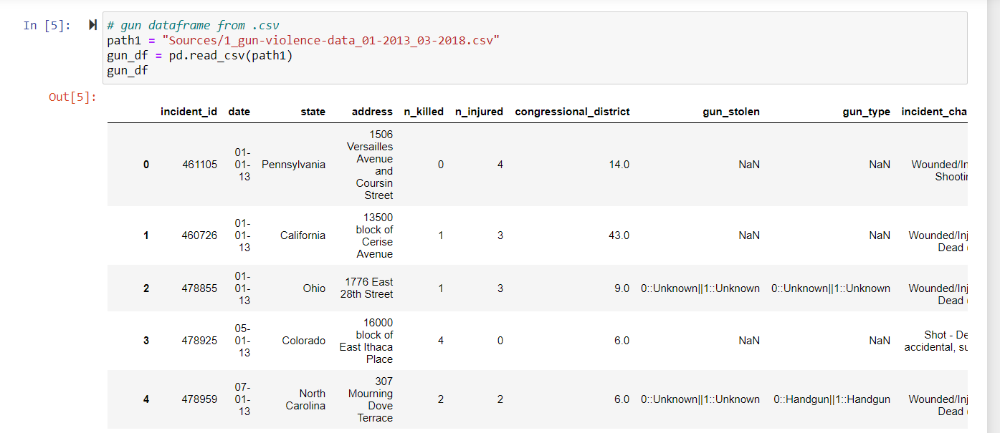 In [5]:
# gun dataframe from .csv
path1 = "Sources/1_gun-violence-data_01-2013_03-2018.csv"
gun_df = pd.read_csv(path1)
gun_df
Out[5]:
incident_id date state address n_killed n_injured congressional_district gun_stolen gun_type incident_cha
0 461105 01-01-13 Pennsylvania 1506 Versailles Avenue and Coursin Street 0 4 14.0 NaN NaN Wounded/In Shootin
1 460726 01-01-13 California 13500 block of Cerise Avenue 1 3 43.0 NaN NaN Wounded/Inj Dead (
2 478855 01-01-13 Ohio 1776 East 28th Street 1 3 9.0 0::Unknown||1::Unknown 0::Unknown||1::Unknown Wounded/Inj Dead (
3 478925 05-01-13 Colorado 16000 block of East Ithaca Place 4 0 6.0 NaN NaN Shot - De accidental, su
4 478959 07-01-13 North Carolina 307 Mourning Dove Terrace 2 2 6.0 0::Unknown||1::Unknown 0::Handgun||1::Handgun Wounded/Inj Dead (